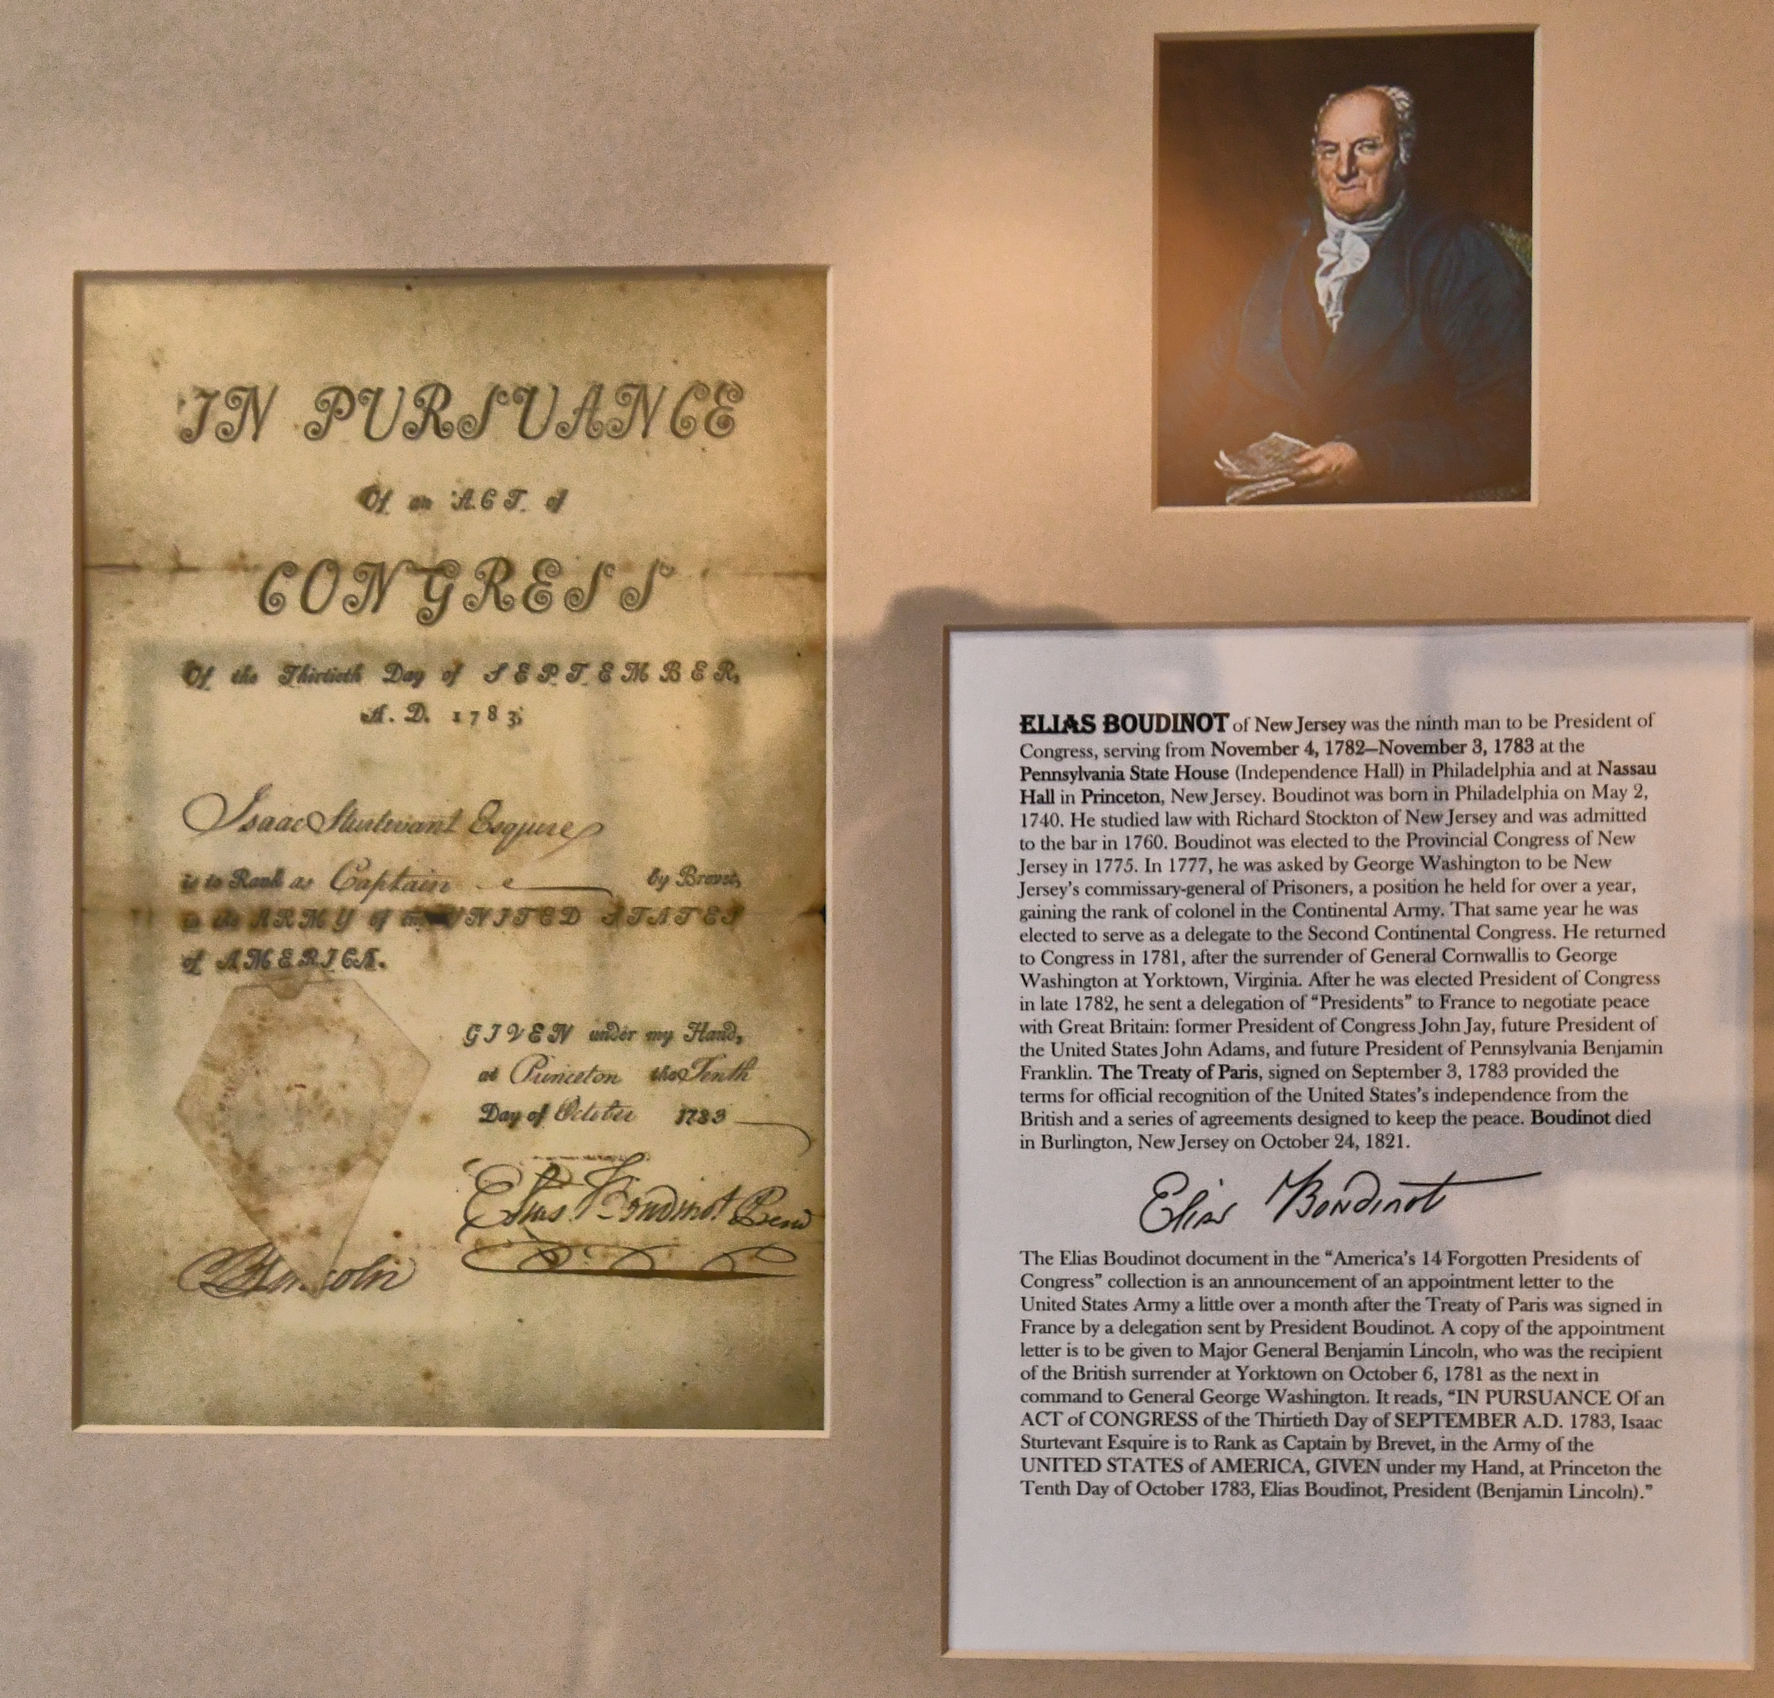 IN PURSUANCE
Of an ACT of
CONGRESS
Of the Thirtieth Day of SEPTEMBER,
A. D. 1783,
Isaac Sturtevant Esquire
is to Rank as Captain by Brevet,
in the ARMY of the UNITED STATES
of AMERICA.
GIVEN under my Hand,
at Princeton the Tenth
Day of October 1783
Elias Boudinot
B Lincoln
ELIAS BOUDINOT of New Jersey was the ninth man to be President of
Congress, serving from November 4, 1782–November 3, 1783 at the
Pennsylvania State House (Independence Hall) in Philadelphia and at Nassau
Hall in Princeton, New Jersey. Boudinot was born in Philadelphia on May 2,
1740. He studied law with Richard Stockton of New Jersey and was admitted
to the bar in 1760. Boudinot was elected to the Provincial Congress of New
Jersey in 1775. In 1777, he was asked by George Washington to be New
Jersey's commissary-general of Prisoners, a position he held for over a year,
gaining the rank of colonel in the Continental Army. That same year he was
elected to serve as a delegate to the Second Continental Congress. He returned
to Congress in 1781, after the surrender of General Cornwallis to George
Washington at Yorktown, Virginia. After he was elected President of Congress
in late 1782, he sent a delegation of “Presidents” to France to negotiate peace
with Great Britain: former President of Congress John Jay, future President of
the United States John Adams, and future President of Pennsylvania Benjamin
Franklin. The Treaty of Paris, signed on September 3, 1783 provided the
terms for official recognition of the United States's independence from the
British and a series of agreements designed to keep the peace. Boudinot died
in Burlington, New Jersey on October 24, 1821.
Elias Boudinot
The Elias Boudinot document in the “America's 14 Forgotten Presidents of
Congress” collection is an announcement of an appointment letter to the
United States Army a little over a month after the Treaty of Paris was signed in
France by a delegation sent by President Boudinot. A copy of the appointment
letter is to be given to Major General Benjamin Lincoln, who was the recipient
of the British surrender at Yorktown on October 6, 1781 as the next in
command to General George Washington. It reads, “IN PURSUANCE Of an
ACT of CONGRESS of the Thirtieth Day of SEPTEMBER A.D. 1783, Isaac
Sturtevant Esquire is to Rank as Captain by Brevet, in the Army of the
UNITED STATES of AMERICA, GIVEN under my Hand, at Princeton the
Tenth Day of October 1783, Elias Boudinot, President (Benjamin Lincoln).”